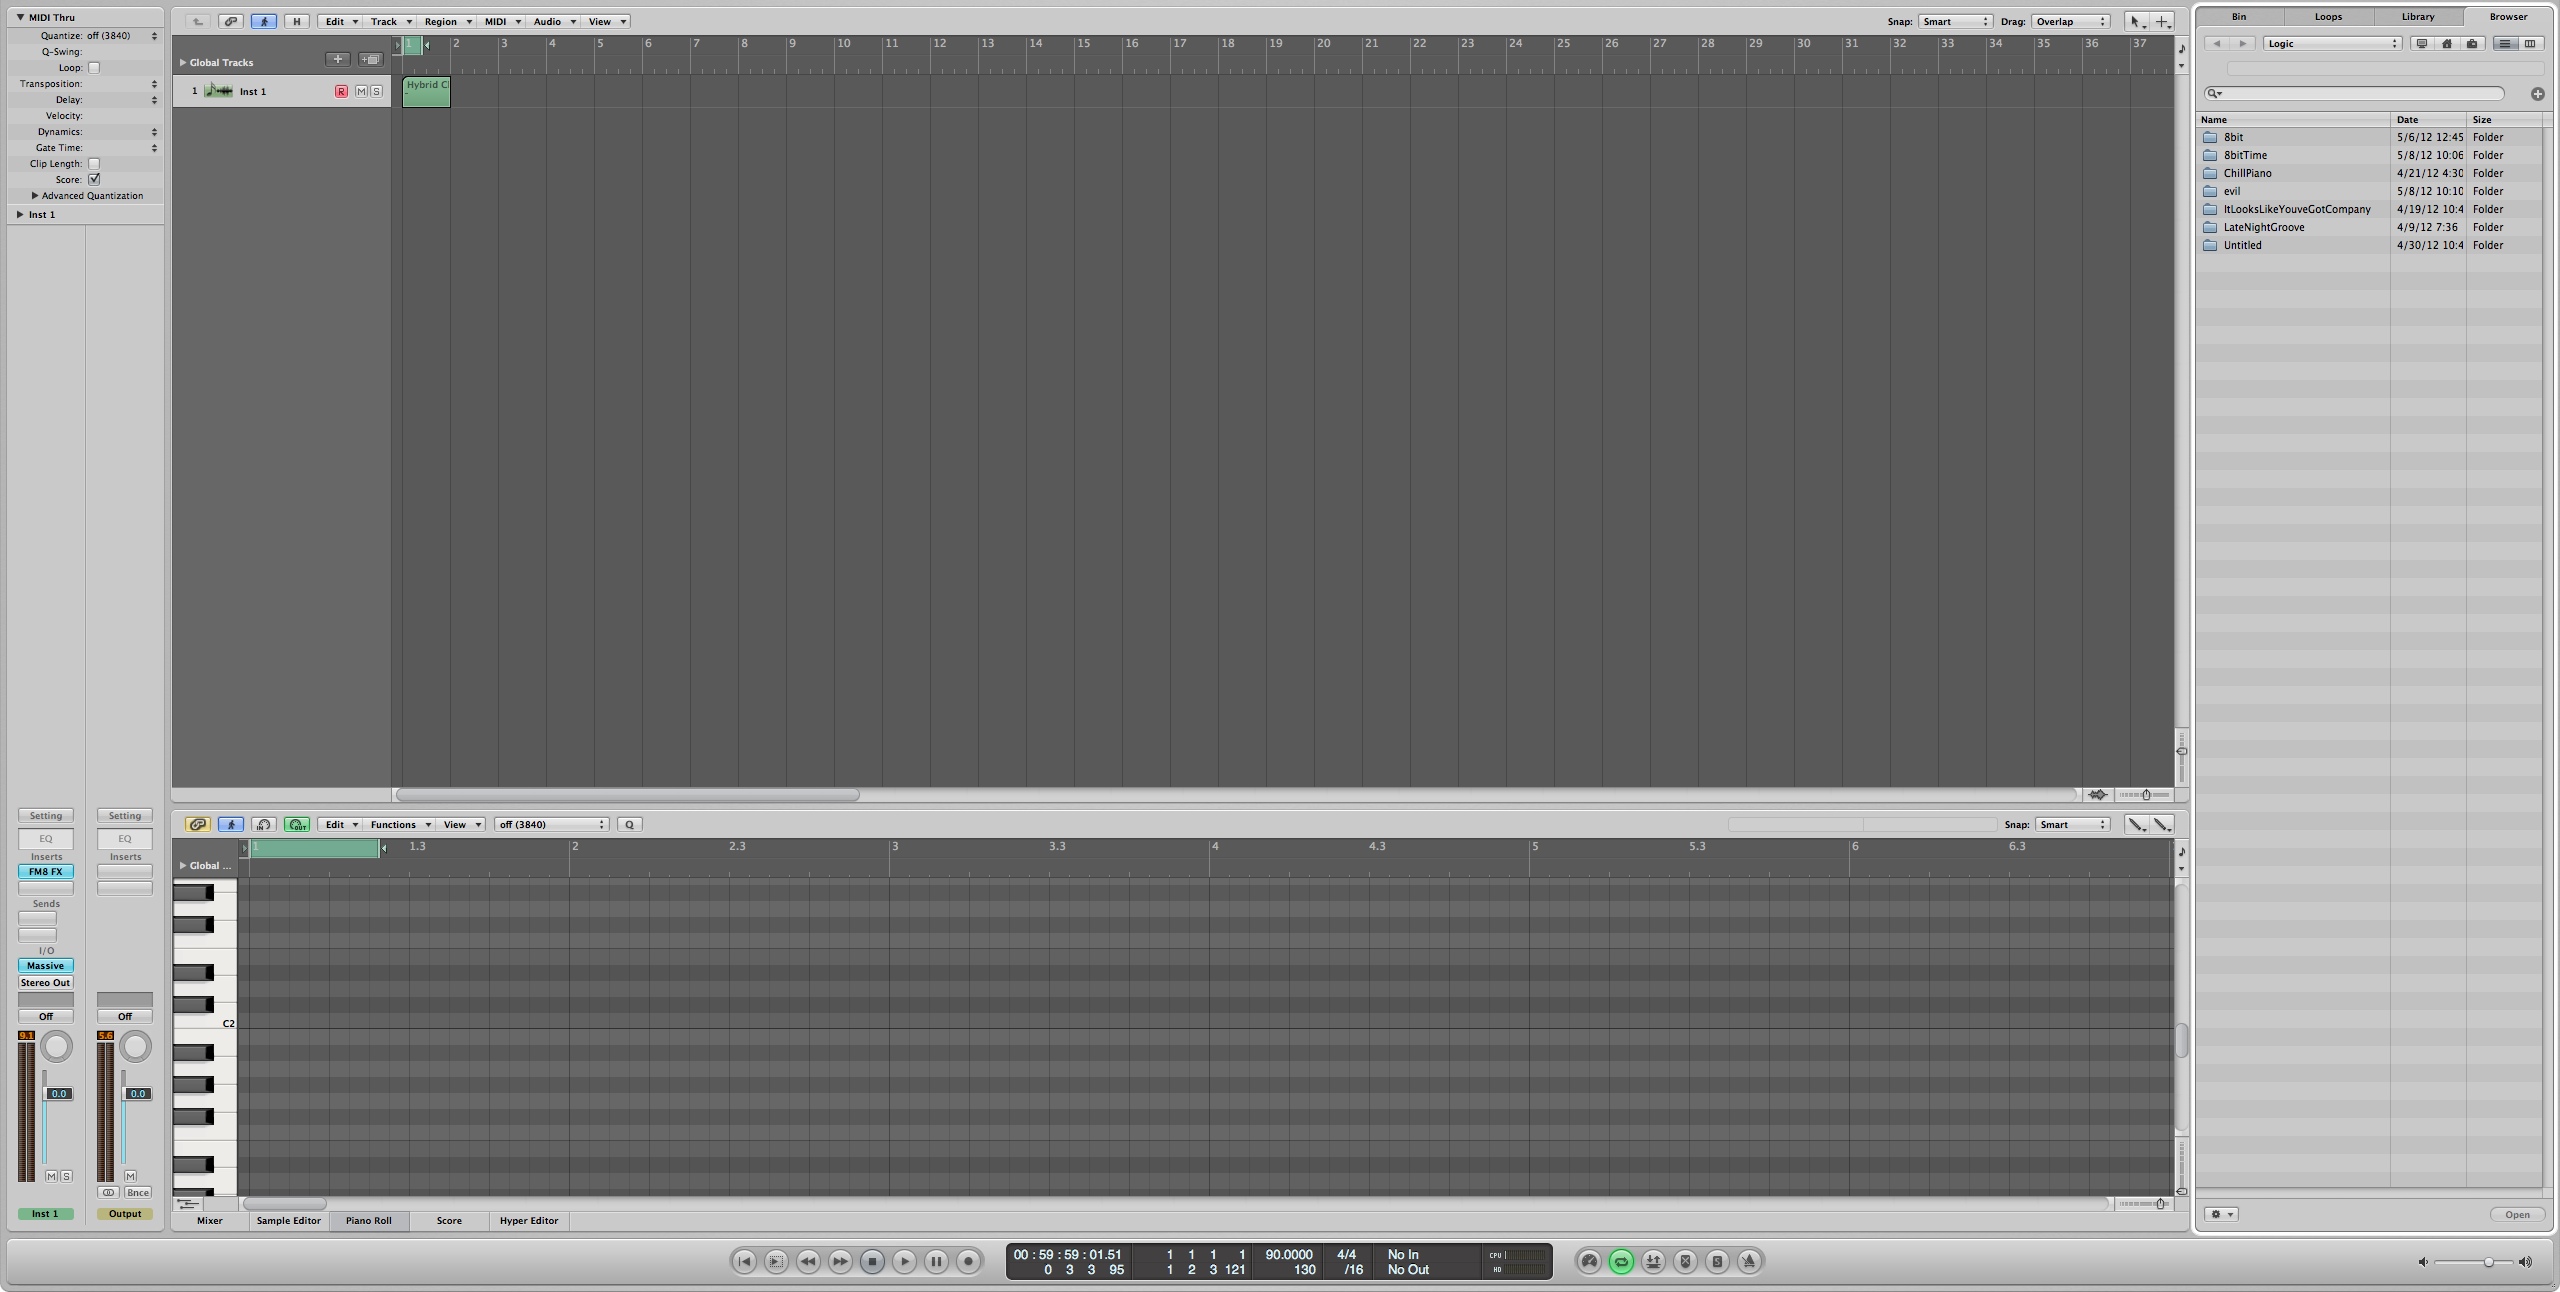 MIDI Thru
Quantize: off (3840)
Q-Swing:
Loop:
Transposition:
Delay:
Velocity:
Dynamics:
Gate Time:
Clip Length:
Score:
Advanced Quantization
Inst 1
Setting Setting
EQ EQ
Inserts Inserts
FM8 FX
Sends
I/O
Massive
Stereo Out
Off Off
9.1 5.6
0.0 0.0
M S M
Bnce
Inst 1 Output
H Edit Track Region MIDI Audio View Snap: Smart Drag: Overlap
1 2 3 4 5 6 7 8 9 10 11 12 13 14 15 16 17 18 19 20 21 22 23 24 25 26 27 28 29 30 31 32 33 34 35 36 37
Global Tracks
1 Inst 1 R M S Hybrid
IN OUT Edit Functions View off (3840) Q Snap: Smart
1 1.3 2 2.3 3 3.3 4 4.3 5 5.3 6 6.3
Global ...
C2
Mixer Sample Editor Piano Roll Score Hyper Editor
Bin Loops Library Browser
Logic
Name Date Size
8bit 5/6/12 12:45 Folder
8bitTime 5/8/12 10:06 Folder
ChillPiano 4/21/12 4:30 Folder
evil 5/8/12 10:10 Folder
ItLooksLikeYouveGotCompany 4/19/12 10:4 Folder
LateNightGroove 4/9/12 7:36 Folder
Untitled 4/30/12 10:4 Folder
Open
00:59:59:01.51 1 1 1 1 90.0000 4/4 No In CPU
0 3 3 95 1 2 3 121 130 /16 No Out HD
S